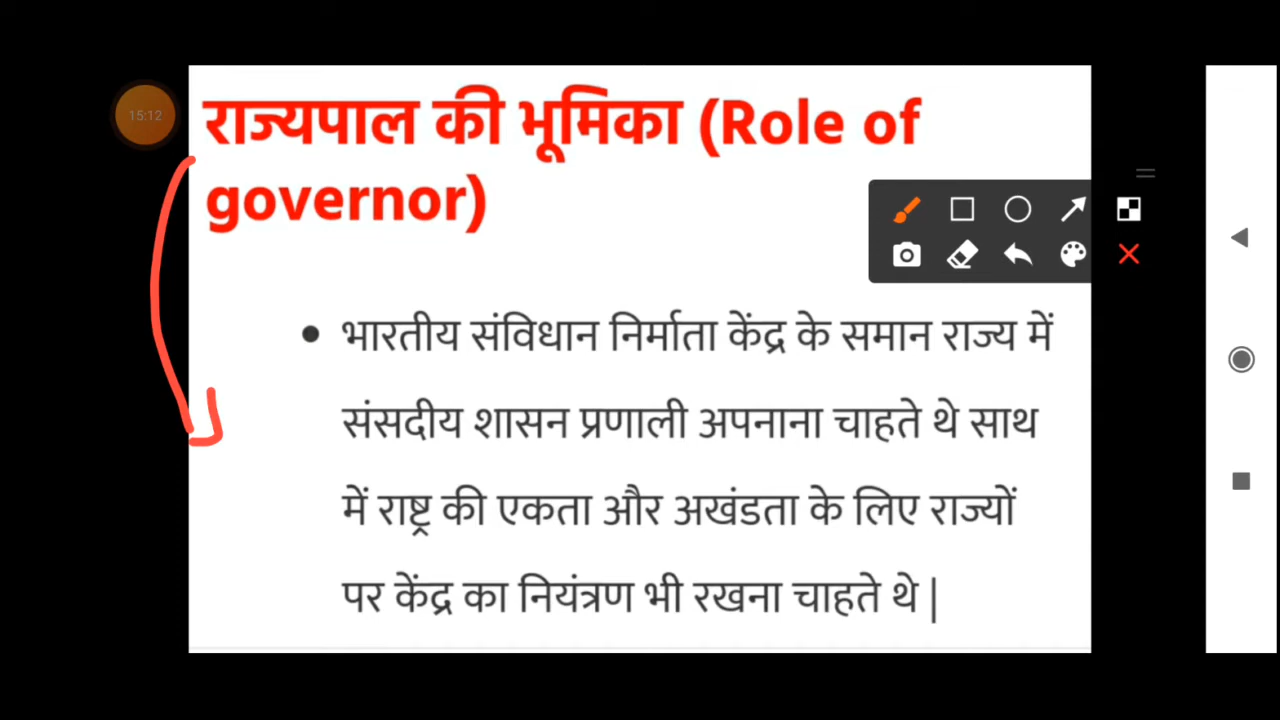 15:12
राज्यपाल की भूमिका (Role of
governor)
• भारतीय संविधान निर्माता केंद्र के समान राज्य में
संसदीय शासन प्रणाली अपनाना चाहते थे साथ
में राष्ट्र की एकता और अखंडता के लिए राज्यों
पर केंद्र का नियंत्रण भी रखना चाहते थे |